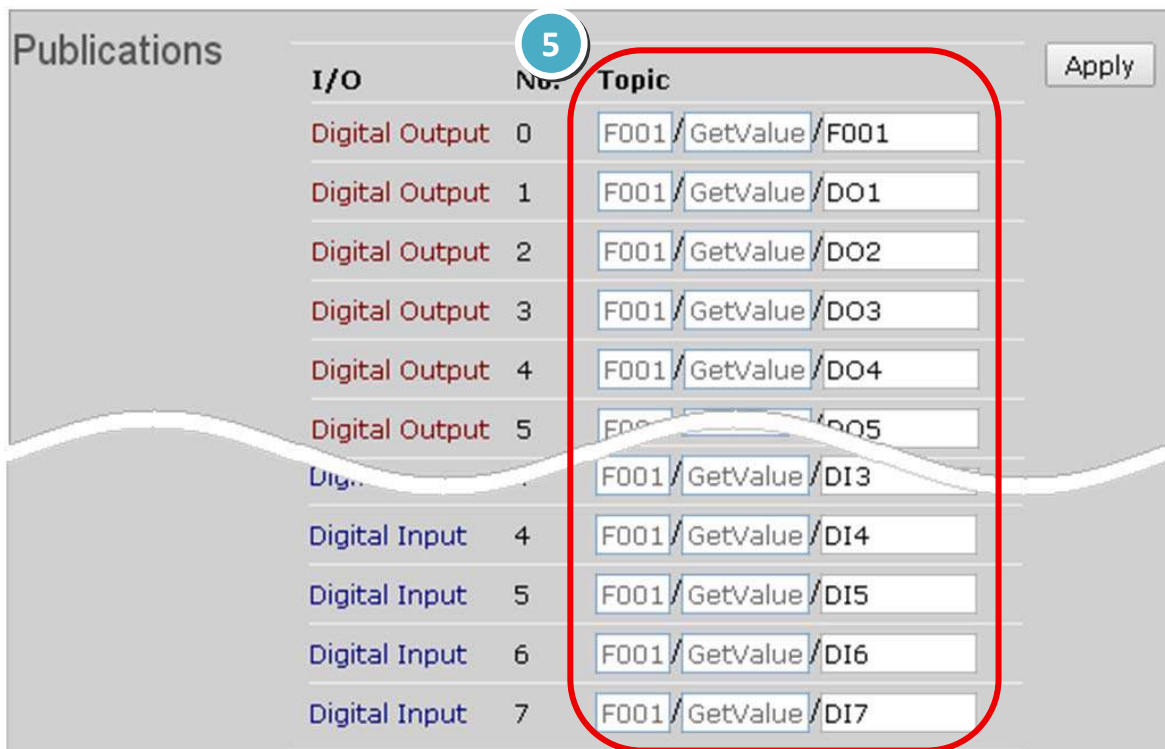 5
Publications
Apply
I/O No. Topic
Digital Output 0 F001/GetValue/F001
Digital Output 1 F001/GetValue/DO1
Digital Output 2 F001/GetValue/DO2
Digital Output 3 F001/GetValue/DO3
Digital Output 4 F001/GetValue/DO4
Digital Output 5 /DO5
F001/GetValue/DI3
Digital Input 4 F001/GetValue/DI4
Digital Input 5 F001/GetValue/DI5
Digital Input 6 F001/GetValue/DI6
Digital Input 7 F001/GetValue/DI7